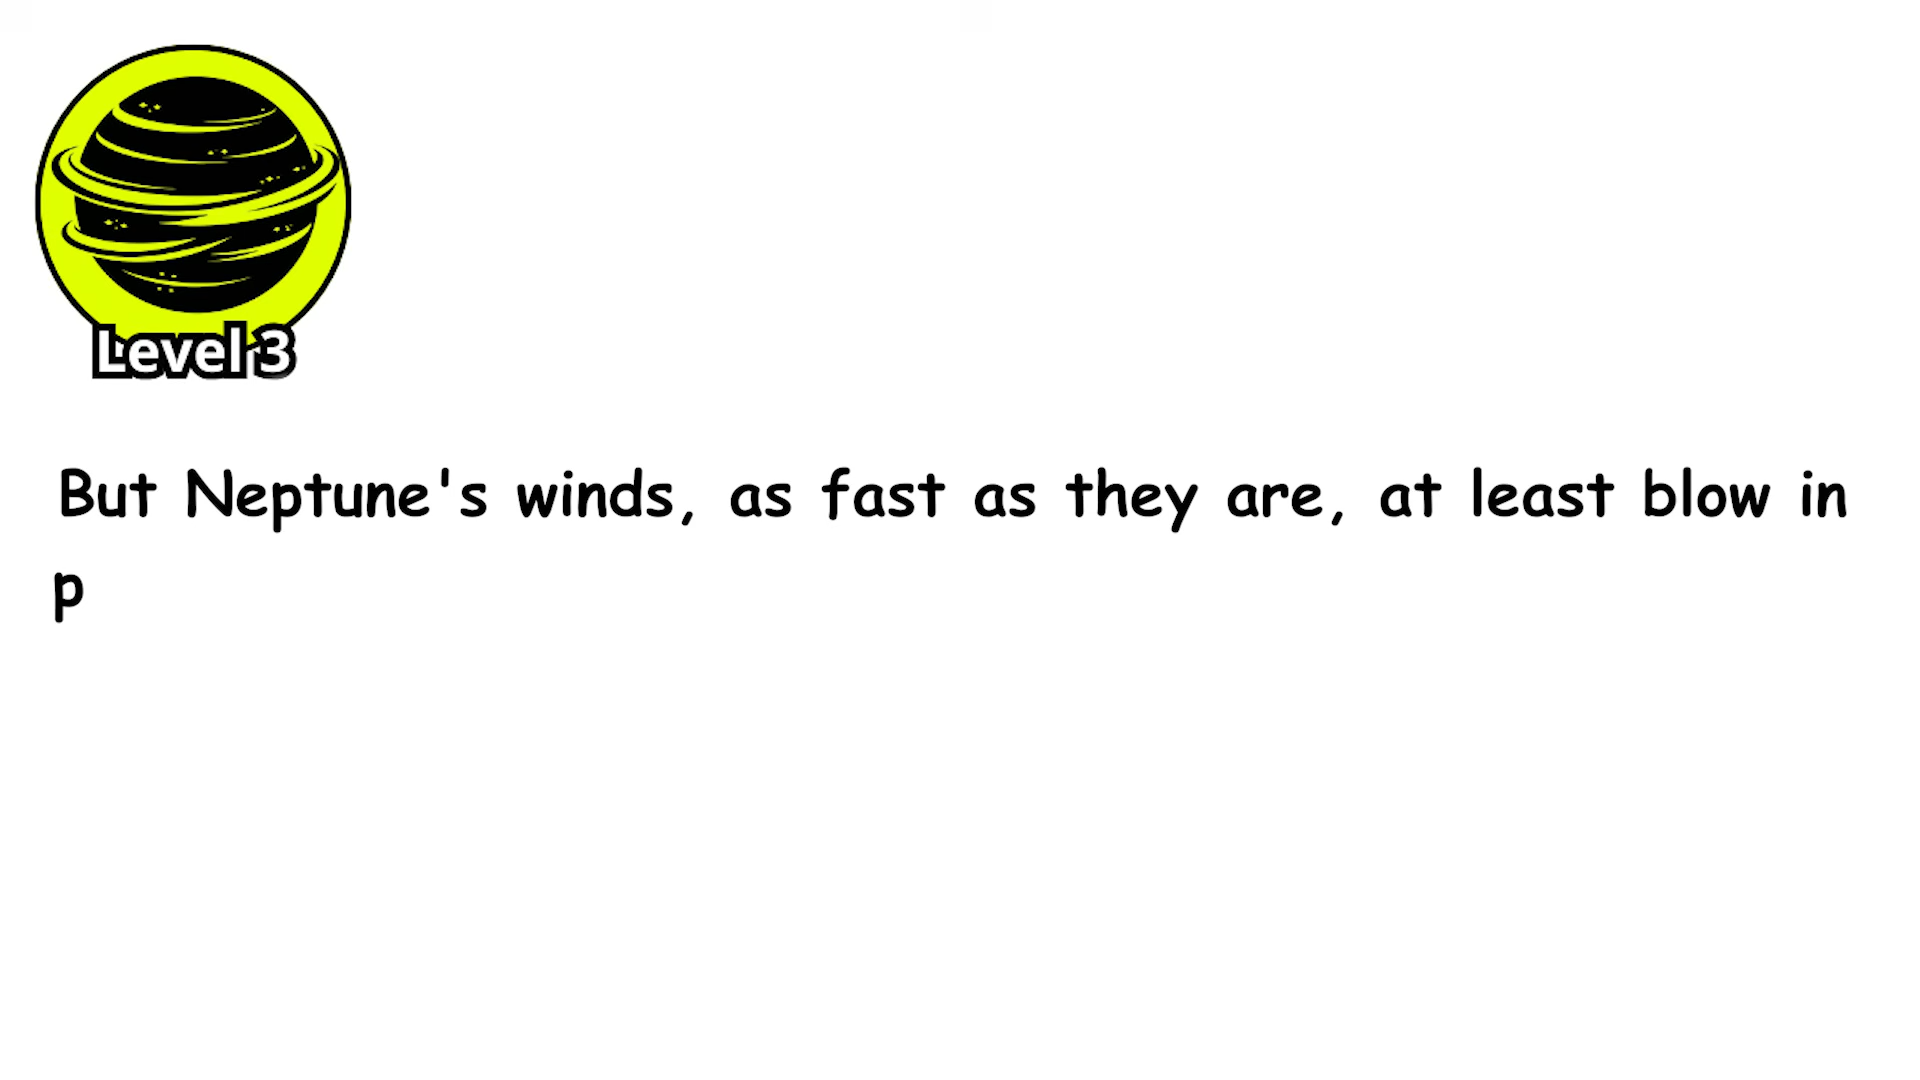 Level 3
But Neptune's winds, as fast as they are, at least blow in
p